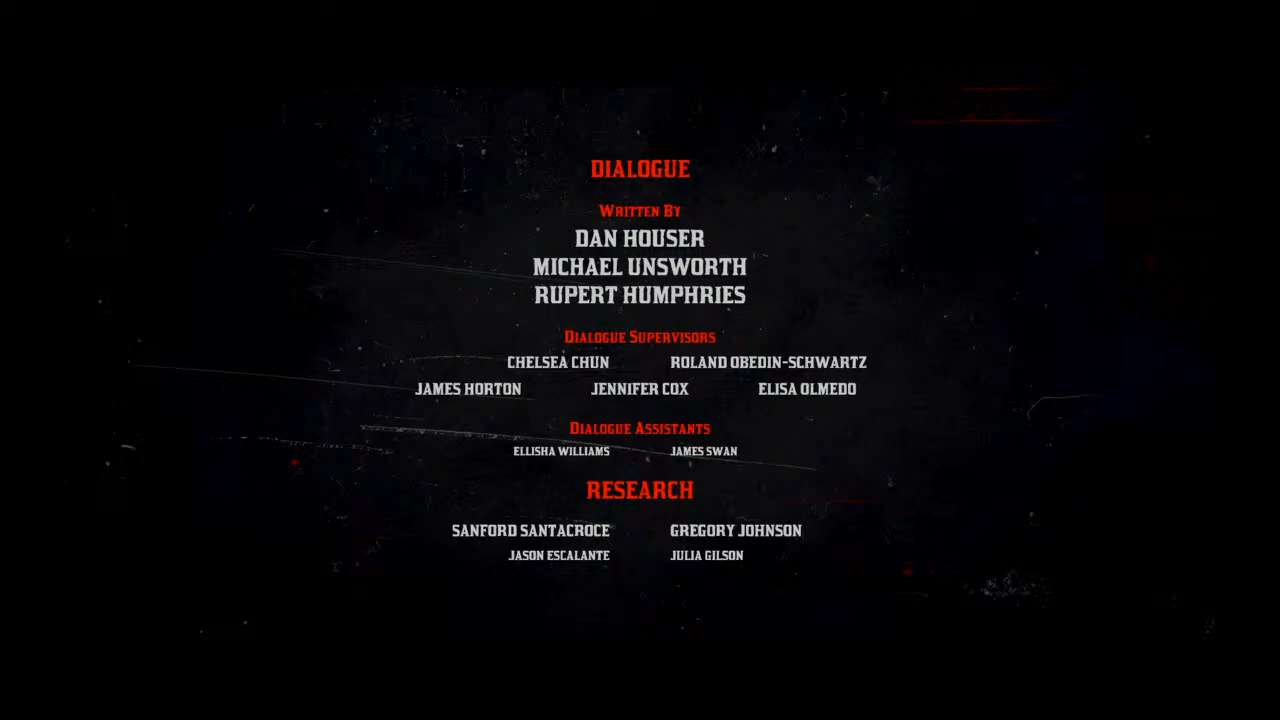 DIALOGUE
WRITTEN BY
DAN HOUSER
MICHAEL UNSWORTH
RUPERT HUMPHRIES
DIALOGUE SUPERVISORS
CHELSEA CHUN ROLAND OBEDIN-SCHWARTZ
JAMES HORTON JENNIFER COX ELISA OLMEDO
DIALOGUE ASSISTANTS
ELLISHA WILLIAMS JAMES SWAN
RESEARCH
SANFORD SANTACROCE GREGORY JOHNSON
JASON ESCALANTE JULIA GILSON